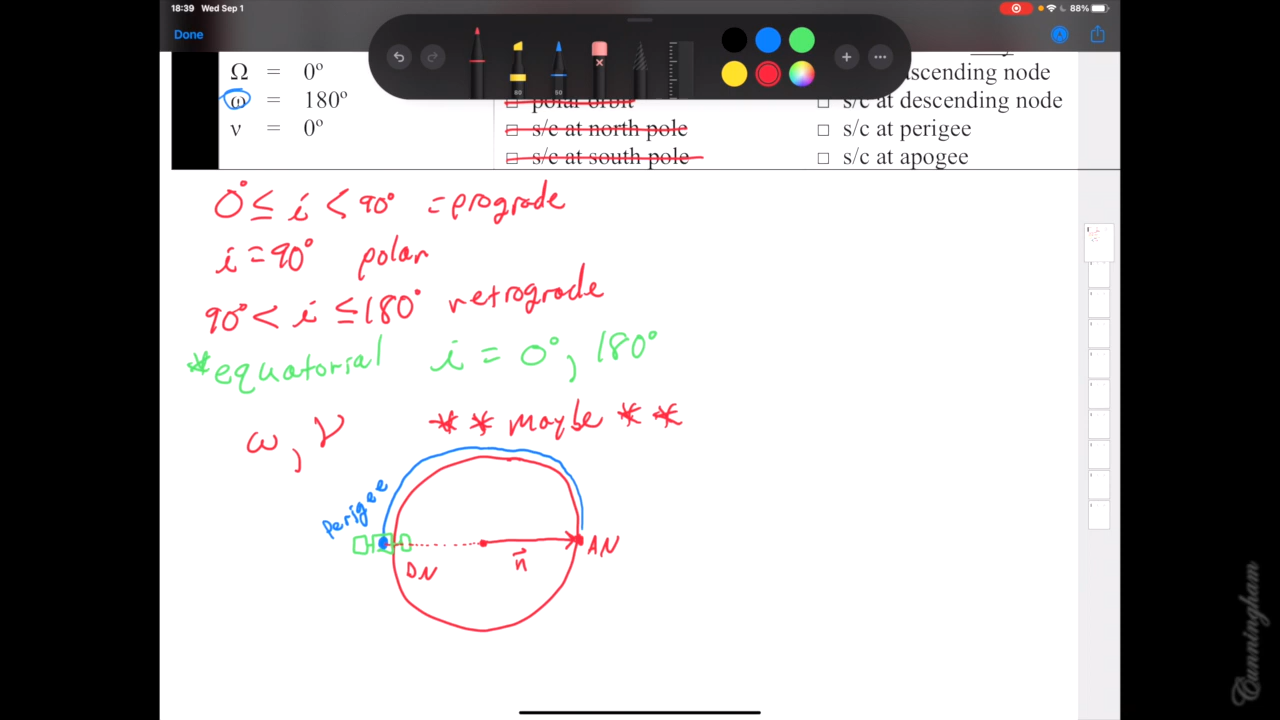 18:39 Wed Sep 1
88%
Done
Ω = 0º
ascending node
ω = 180º
polar orbit
s/c at descending node
ν = 0º
s/c at north pole
s/c at perigee
s/c at south pole
s/c at apogee
0° ≤ i < 90° = prograde
i = 90° polar
90° < i ≤ 180° retrograde
*equatorial i = 0°, 180°
ω, ν ** maybe **
perigee
n⃗
AN
DN
Cunningham